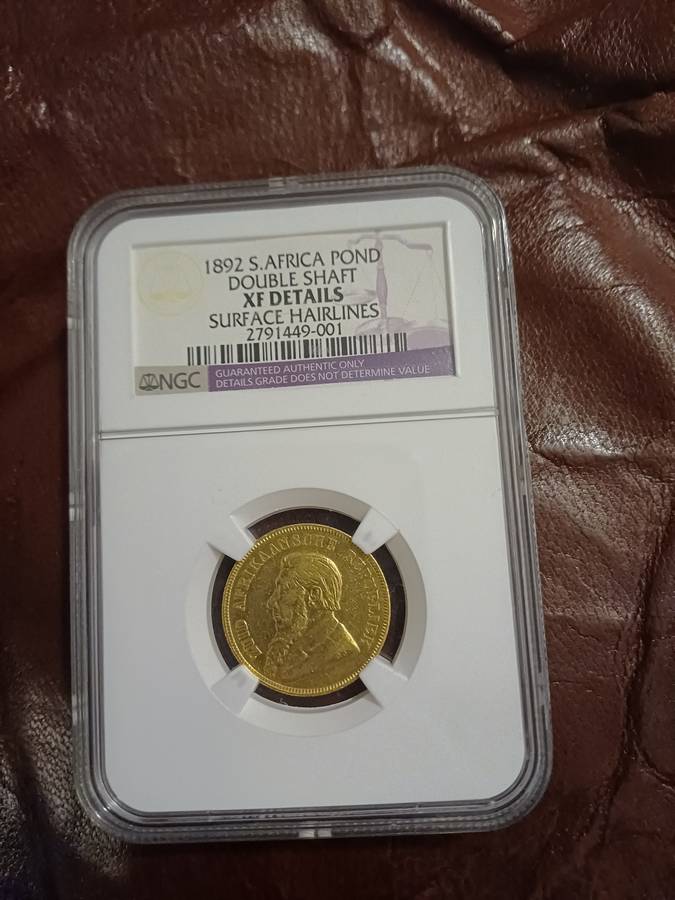 1892 S.AFRICA POND
DOUBLE SHAFT
XF DETAILS
SURFACE HAIRLINES
2791449-001
NGC
GUARANTEED AUTHENTIC ONLY
DETAILS GRADE DOES NOT DETERMINE VALUE
ZUID AFRIKAANSCHE REPUBLIEK